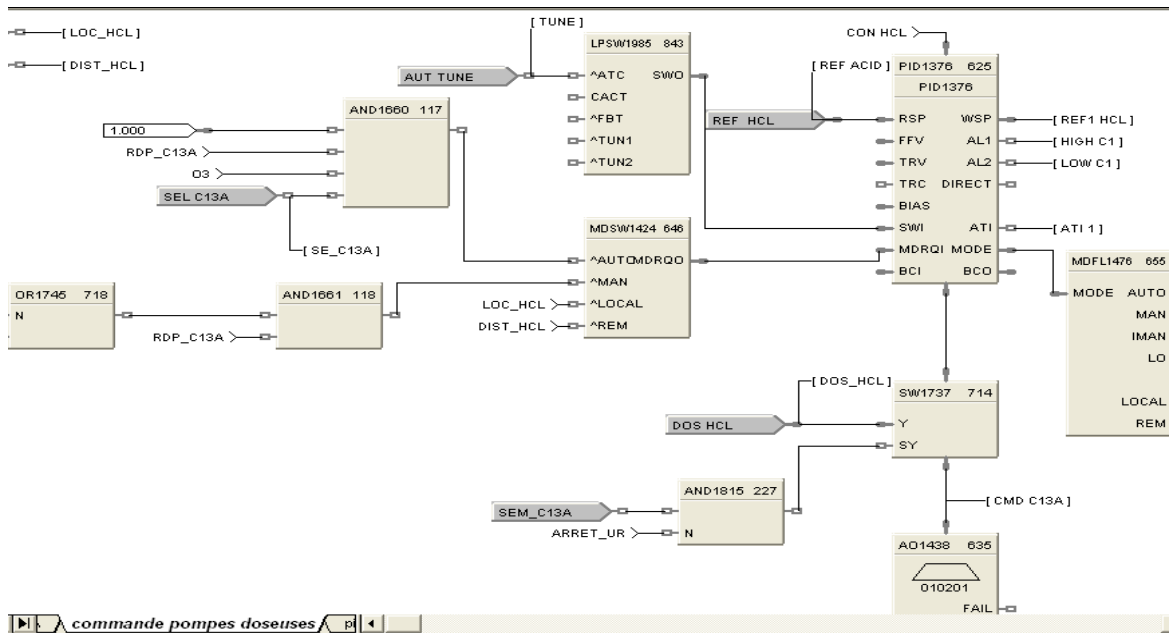 [ LOC_HCL ]
[ DIST_HCL ]
[ TUNE ]
AUT TUNE
LPSW1985 843
^ATC SWO
CACT
^FBT
^TUN1
^TUN2
CON HCL
[ REF ACID ]
REF HCL
PID1376 625
PID1376
RSP WSP
FFV AL1
TRV AL2
TRC DIRECT
BIAS
SWI ATI
MDRQI MODE
BCI BCO
[ REF1 HCL ]
[ HIGH C1 ]
[ LOW C1 ]
[ ATI 1 ]
AND1660 117
1.000
RDP_C13A
O3
SEL C13A
[ SE_C13A ]
MDSW1424 646
^AUTO MDRQO
^MAN
^LOCAL
^REM
LOC_HCL
DIST_HCL
OR1745 718
N
AND1661 118
RDP_C13A
MDFL1476 655
MODE AUTO
MAN
IMAN
LO
LOCAL
REM
[ DOS_HCL ]
DOS HCL
SW1737 714
Y
SY
AND1815 227
N
SEM_C13A
ARRET_UR
[ CMD C13A ]
AO1438 635
010201
FAIL
commande pompes doseuses